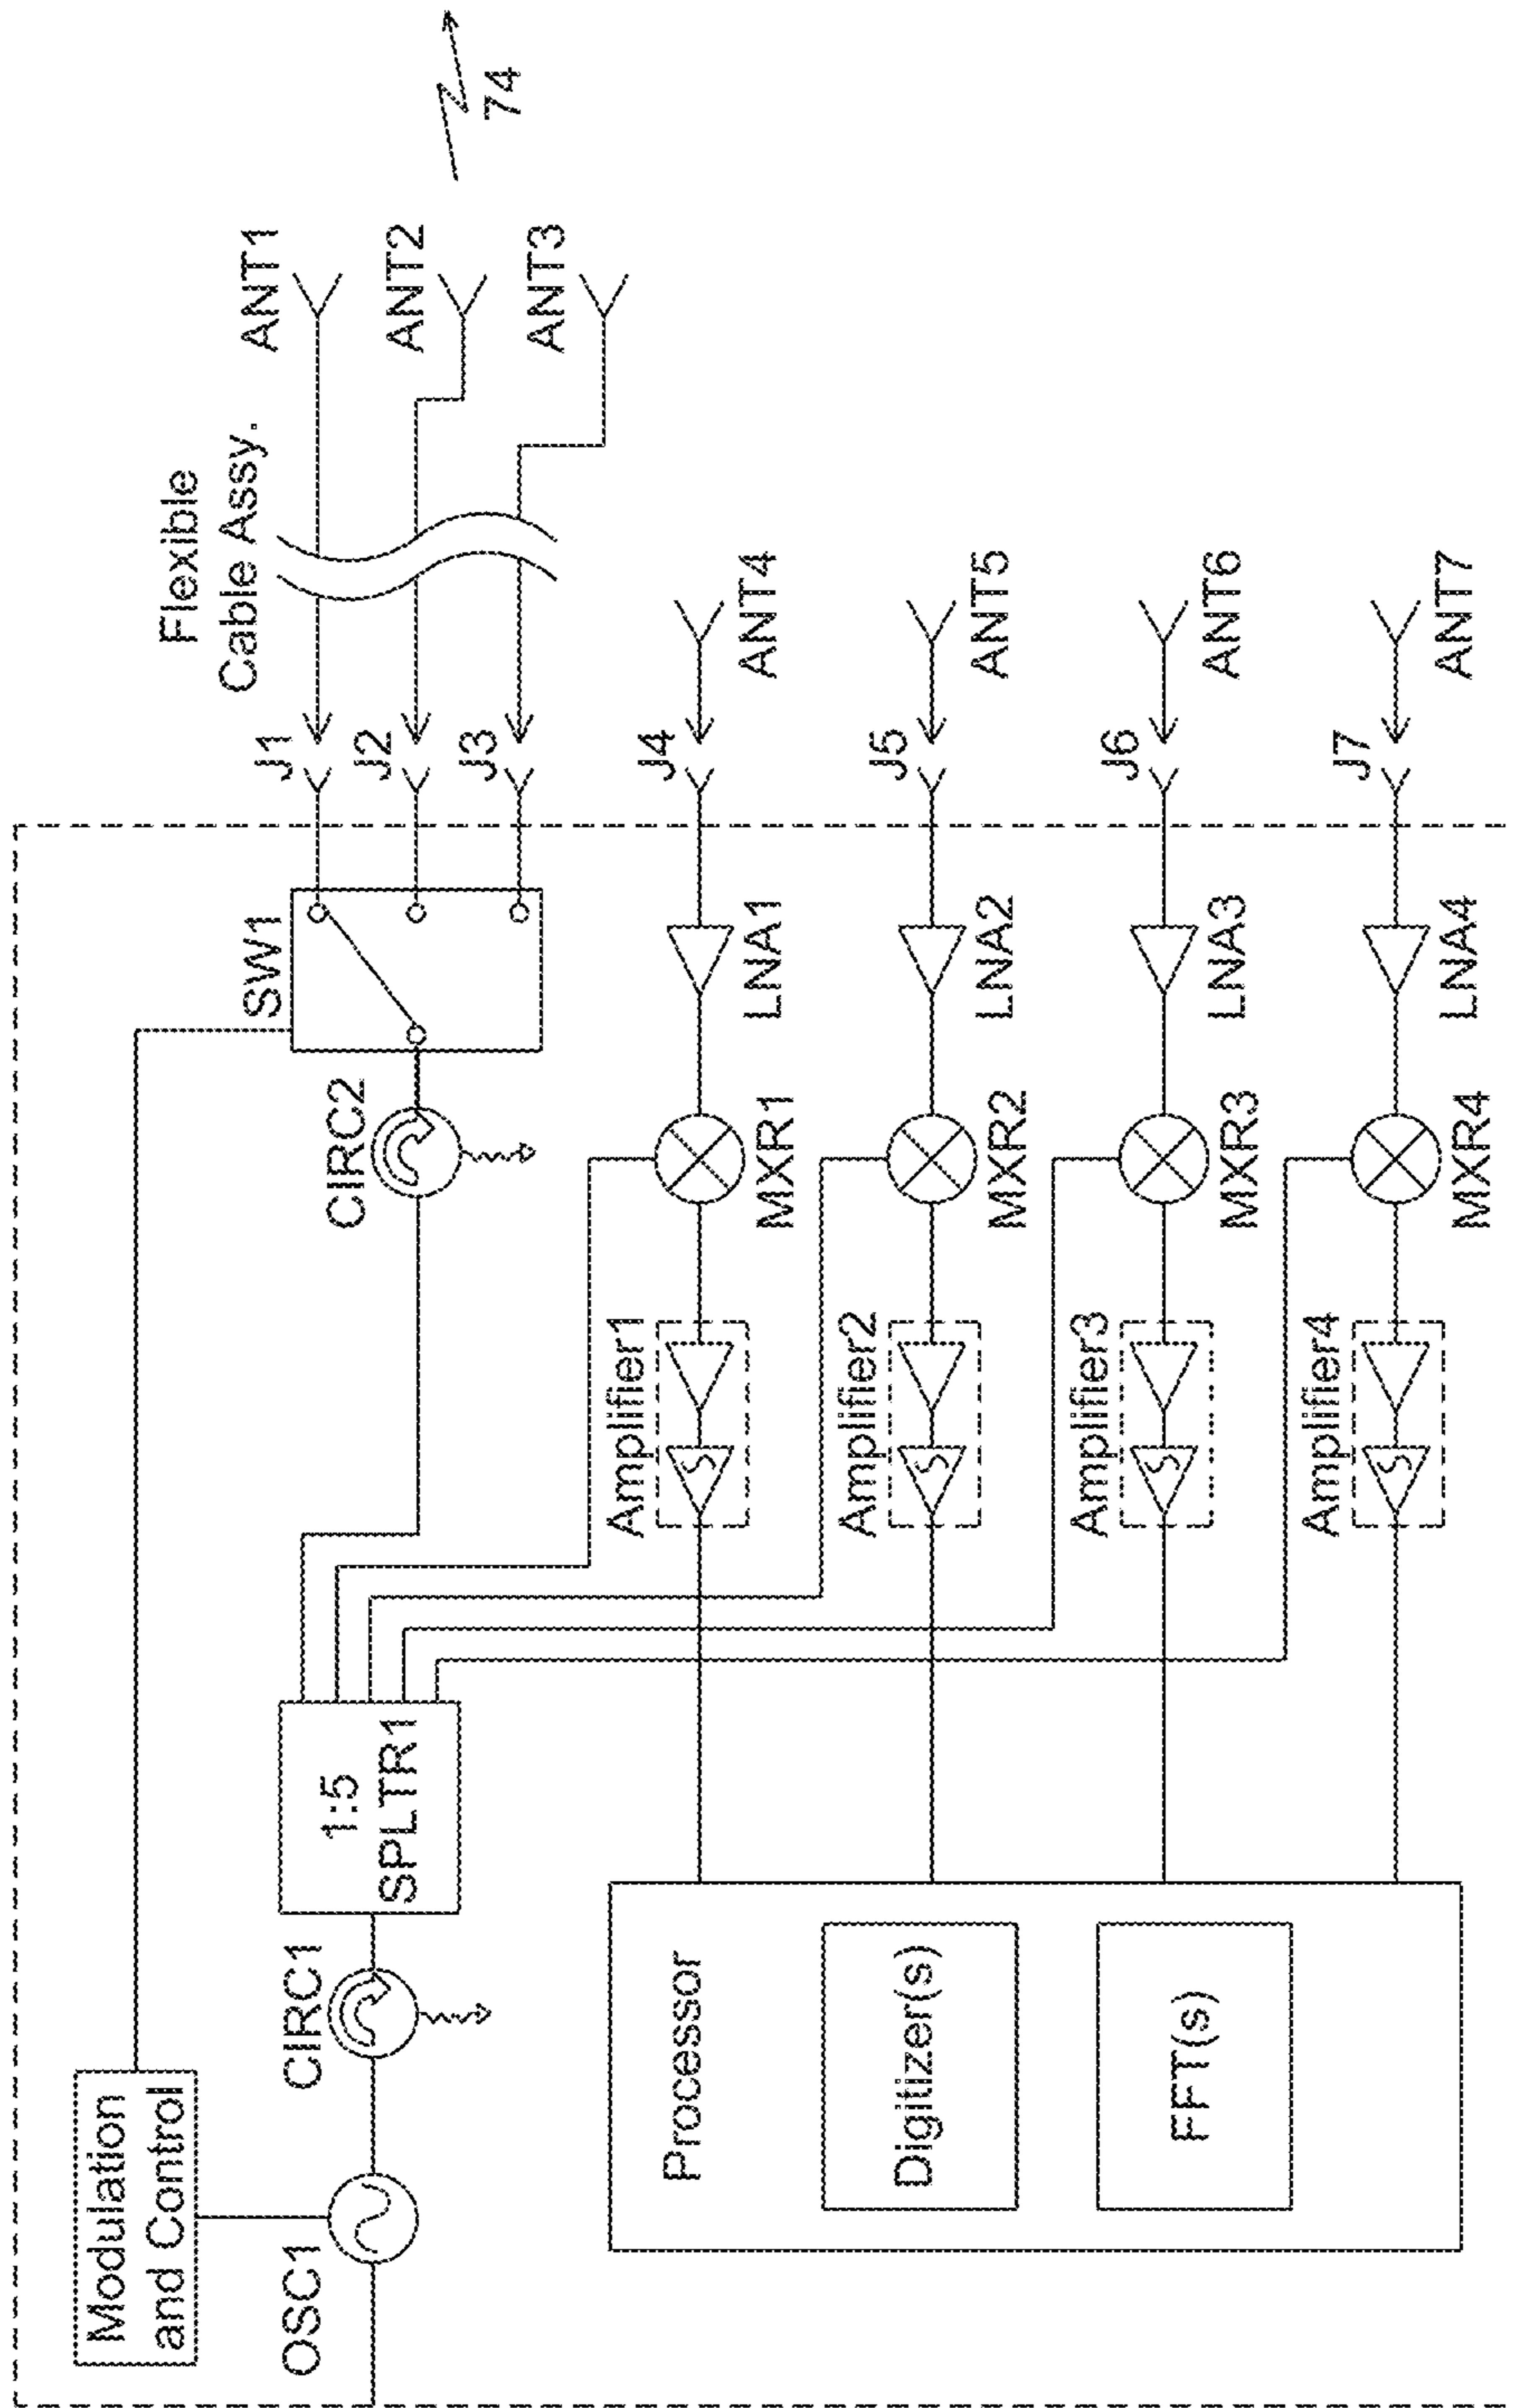 Modulation
and Control
OSC1
CIRC1
1:5
SPLTR1
CIRC2
SW1
J1
J2
J3
Flexible
Cable Assy.
ANT1
ANT2
ANT3
74
Amplifier1
MXR1
LNA1
J4
ANT4
Amplifier2
MXR2
LNA2
J5
ANT5
Amplifier3
MXR3
LNA3
J6
ANT6
Amplifier4
MXR4
LNA4
J7
ANT7
Processor
Digitizer(s)
FFT(s)